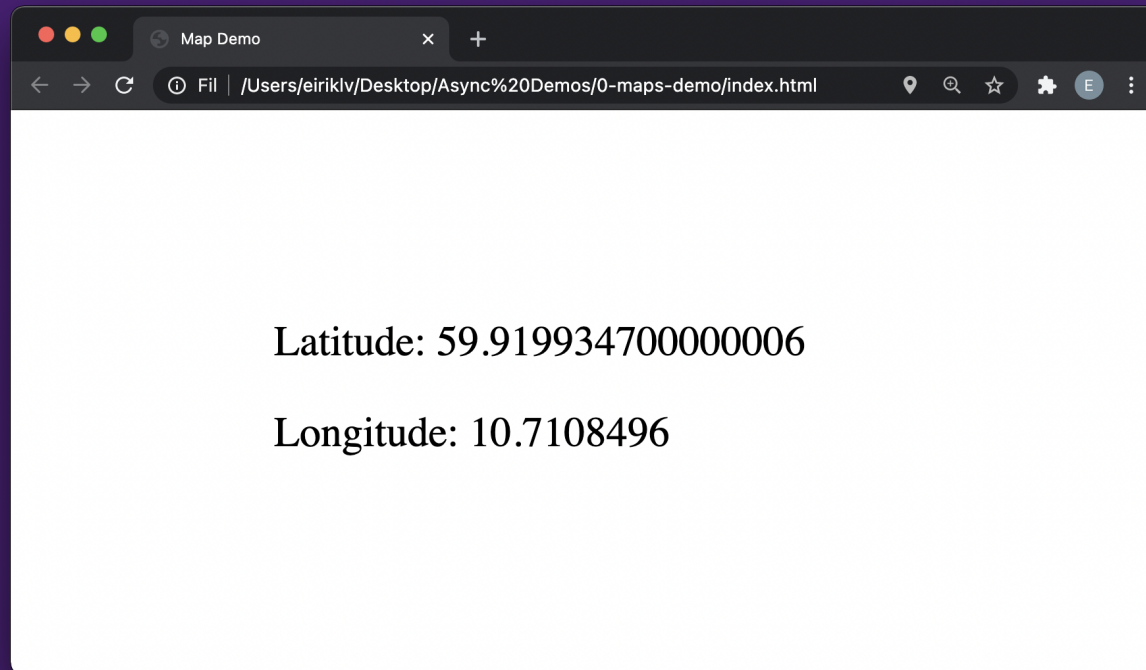 Map Demo
Fil /Users/eiriklv/Desktop/Async%20Demos/0-maps-demo/index.html
E
Latitude: 59.919934700000006
Longitude: 10.7108496